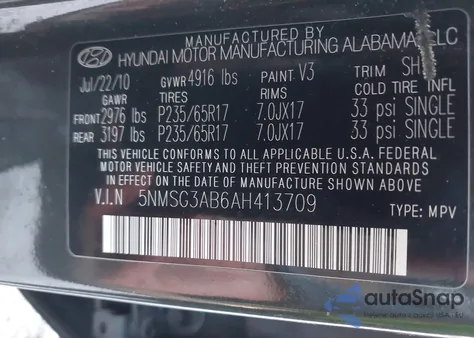 MANUFACTURED BY
HYUNDAI MOTOR MANUFACTURING ALABAMA, LLC
Jul/22/10 GVWR 4916 lbs PAINT V3 TRIM SH
GAWR TIRES RIMS COLD TIRE INFL
FRONT 2976 lbs P235/65R17 7.0JX17 33 psi SINGLE
REAR 3197 lbs P235/65R17 7.0JX17 33 psi SINGLE
THIS VEHICLE CONFORMS TO ALL APPLICABLE U.S.A. FEDERAL
MOTOR VEHICLE SAFETY AND THEFT PREVENTION STANDARDS
IN EFFECT ON THE DATE OF MANUFACTURE SHOWN ABOVE.
V.I.N 5NMSG3AB6AH413709
TYPE: MPV
autoSnap